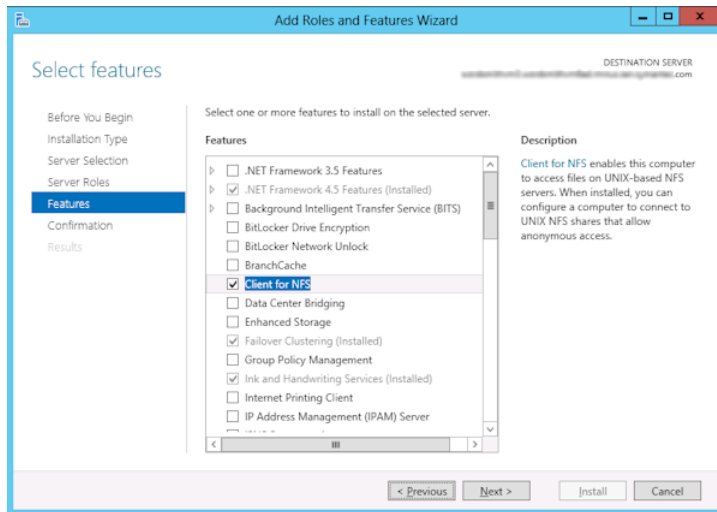 Add Roles and Features Wizard
Select features
DESTINATION SERVER
.com
Before You Begin
Installation Type
Server Selection
Server Roles
Features
Confirmation
Results
Select one or more features to install on the selected server.
Features
.NET Framework 3.5 Features
.NET Framework 4.5 Features (Installed)
Background Intelligent Transfer Service (BITS)
BitLocker Drive Encryption
BitLocker Network Unlock
BranchCache
Client for NFS
Data Center Bridging
Enhanced Storage
Failover Clustering (Installed)
Group Policy Management
Ink and Handwriting Services (Installed)
Internet Printing Client
IP Address Management (IPAM) Server
Description
Client for NFS enables this computer
to access files on UNIX-based NFS
servers. When installed, you can
configure a computer to connect to
UNIX NFS shares that allow
anonymous access.
< Previous
Next >
Install
Cancel